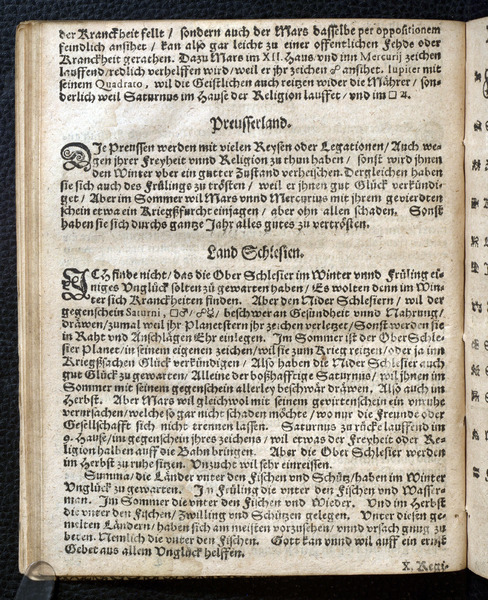 der Kranckheit fellt / sondern auch der Mars dasselbe per oppositionem
feindlich ansihet / kan also gar leicht zu einer offentlichen Fehde oder
Kranckheit gerathen. Dazu Mars im XII. Haus/ vnd inn Mercurij zeichen
lauffend/redlich verhelffen wird/weil er jhr zeichen ☍ ansihet. Iupiter mit
seinem Quadrato, wil die Geistlichen auch reitzen wider die Mährer / son-
derlich weil Saturnus im Hause der Religion lauffet / vnd im □ ♃.
Preusserland.
DIe Preussen werden mit vielen Reysen oder Legationen/ Auch we-
gen jhrer Freyheit vnnd Religion zu thun haben / sonst wird jhnen
den Winter vber ein gutter Zustand verheischen. Dergleichen haben
sie sich auch des Frülings zu trösten / weil er jhnen gut Glück verkündi-
get / Aber im Sommer wil Mars vnnd Mercurius mit jhrem gevierdten
schein etwa ein Kriegßfurcht einjagen / aber ohn allen schaden. Sonst
haben sie sich durchs gantze Jahr alles gutes zu vertrösten.
Land Schlesien.
ICH finde nicht/ das die Ober Schlesier im Winter vnnd Früling ei-
niges Vnglück solten zu gewarten haben/ Es wolten denn im Win-
ter sich Kranckheiten finden. Aber den Nider Schlesiern / wil der
gegenschein Saturni, □♂/ ☍☿/ beschwer an Gesundheit vnnd Nahrung/
dräwen/zumal weil jhr Planet stern jhr zeichen verletzet/ Sonst werden sie
in Raht vnd Anschlägen Ehr einlegen. Im Sommer ist der Ober Schle-
sier Planet/ in seinem eigenen zeichen/ wil sie zum Krieg reitzen/ oder ja inn
Kriegßsachen Glück verkündigen / Also haben die Nider Schlesier auch
gut Glück zu gewarten/ Alleine der boßhafftige Saturnus/ wil jhnen im
Sommer mit seinem gegenschein allerley beschwär dräwen. Also auch im
Herbst. Aber Mars wil gleichwol mit seinem gevirten schein ein vnruhe
verursachen/ welche so gar nicht schaden möchte / wo nur die Freunde oder
Gesellschafft sich nicht trennen lassen. Saturnus zu rücke lauffend im
9. Hause/ im gegenschein jhres zeichens / wil etwas der Freyheit oder Re-
ligion halben auff die Bahn bringen. Aber die Ober Schlesier werden
im Herbst zu ruhe sitzen. Vnzucht wil sehr einreissen.
Summa/ die Länder vnter den Fischen vnd Schütz/ haben im Winter
Vnglück zu gewarten. Jn Früling die vnter den Fischen vnd Wasser-
man. Im Sommer die vnter den Fischen vnd Wieder. Vnd im Herbst
die vnter den Fischen/ Zwilling vnd Schützen gelegen. Vnter diesen ge-
melten Ländern/ haben sich am meisten vorzusehen/ vnnd vrsach gnug zu
beten. Nemlich die vnter den Fischen. Gott kan vnnd wil auff ein ernst
Gebet aus allem Vnglück helffen.
X. Regi-